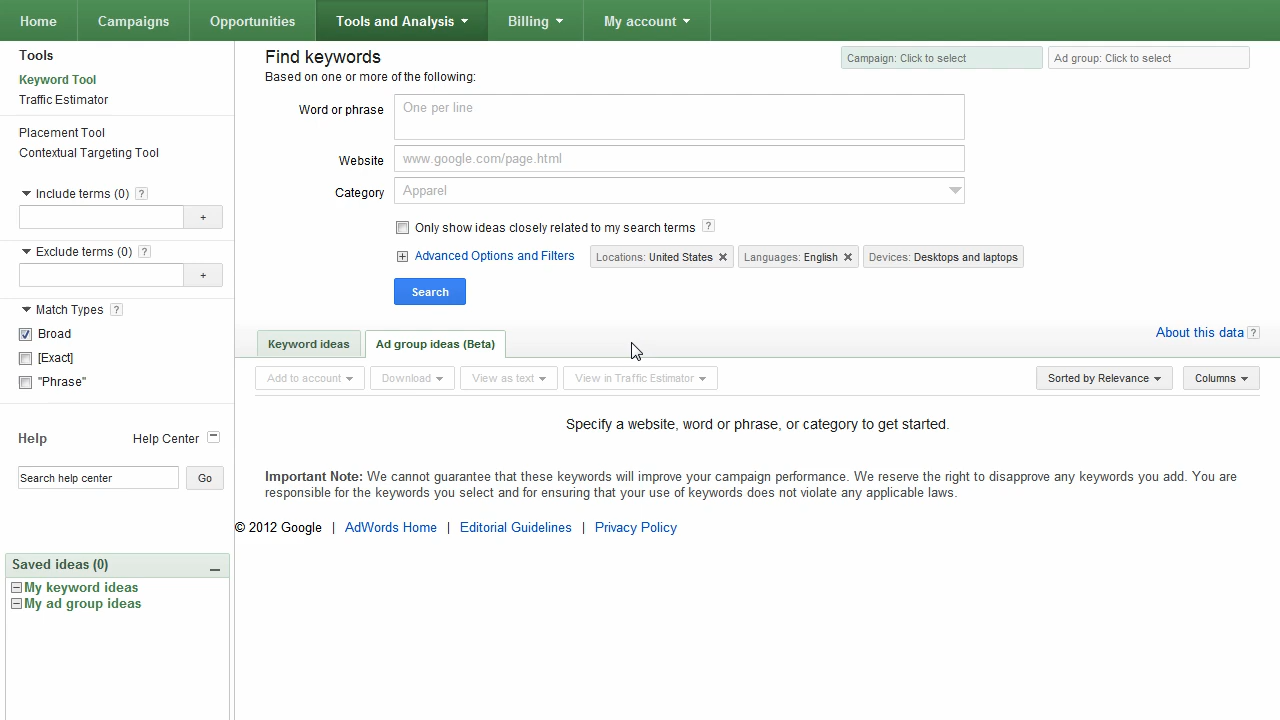 Home Campaigns Opportunities Tools and Analysis Billing My account
Tools
Keyword Tool
Traffic Estimator
Placement Tool
Contextual Targeting Tool
Include terms (0) ?
+
Exclude terms (0) ?
+
Match Types ?
Broad
[Exact]
"Phrase"
Help Help Center
Search help center Go
Saved ideas (0)
My keyword ideas
My ad group ideas
Find keywords
Based on one or more of the following:
Campaign: Click to select Ad group: Click to select
Word or phrase One per line
Website www.google.com/page.html
Category Apparel
Only show ideas closely related to my search terms ?
Advanced Options and Filters Locations: United States × Languages: English × Devices: Desktops and laptops
Search
About this data ?
Keyword ideas Ad group ideas (Beta)
Add to account Download View as text View in Traffic Estimator Sorted by Relevance Columns
Specify a website, word or phrase, or category to get started.
Important Note: We cannot guarantee that these keywords will improve your campaign performance. We reserve the right to disapprove any keywords you add. You are
responsible for the keywords you select and for ensuring that your use of keywords does not violate any applicable laws.
© 2012 Google | AdWords Home | Editorial Guidelines | Privacy Policy